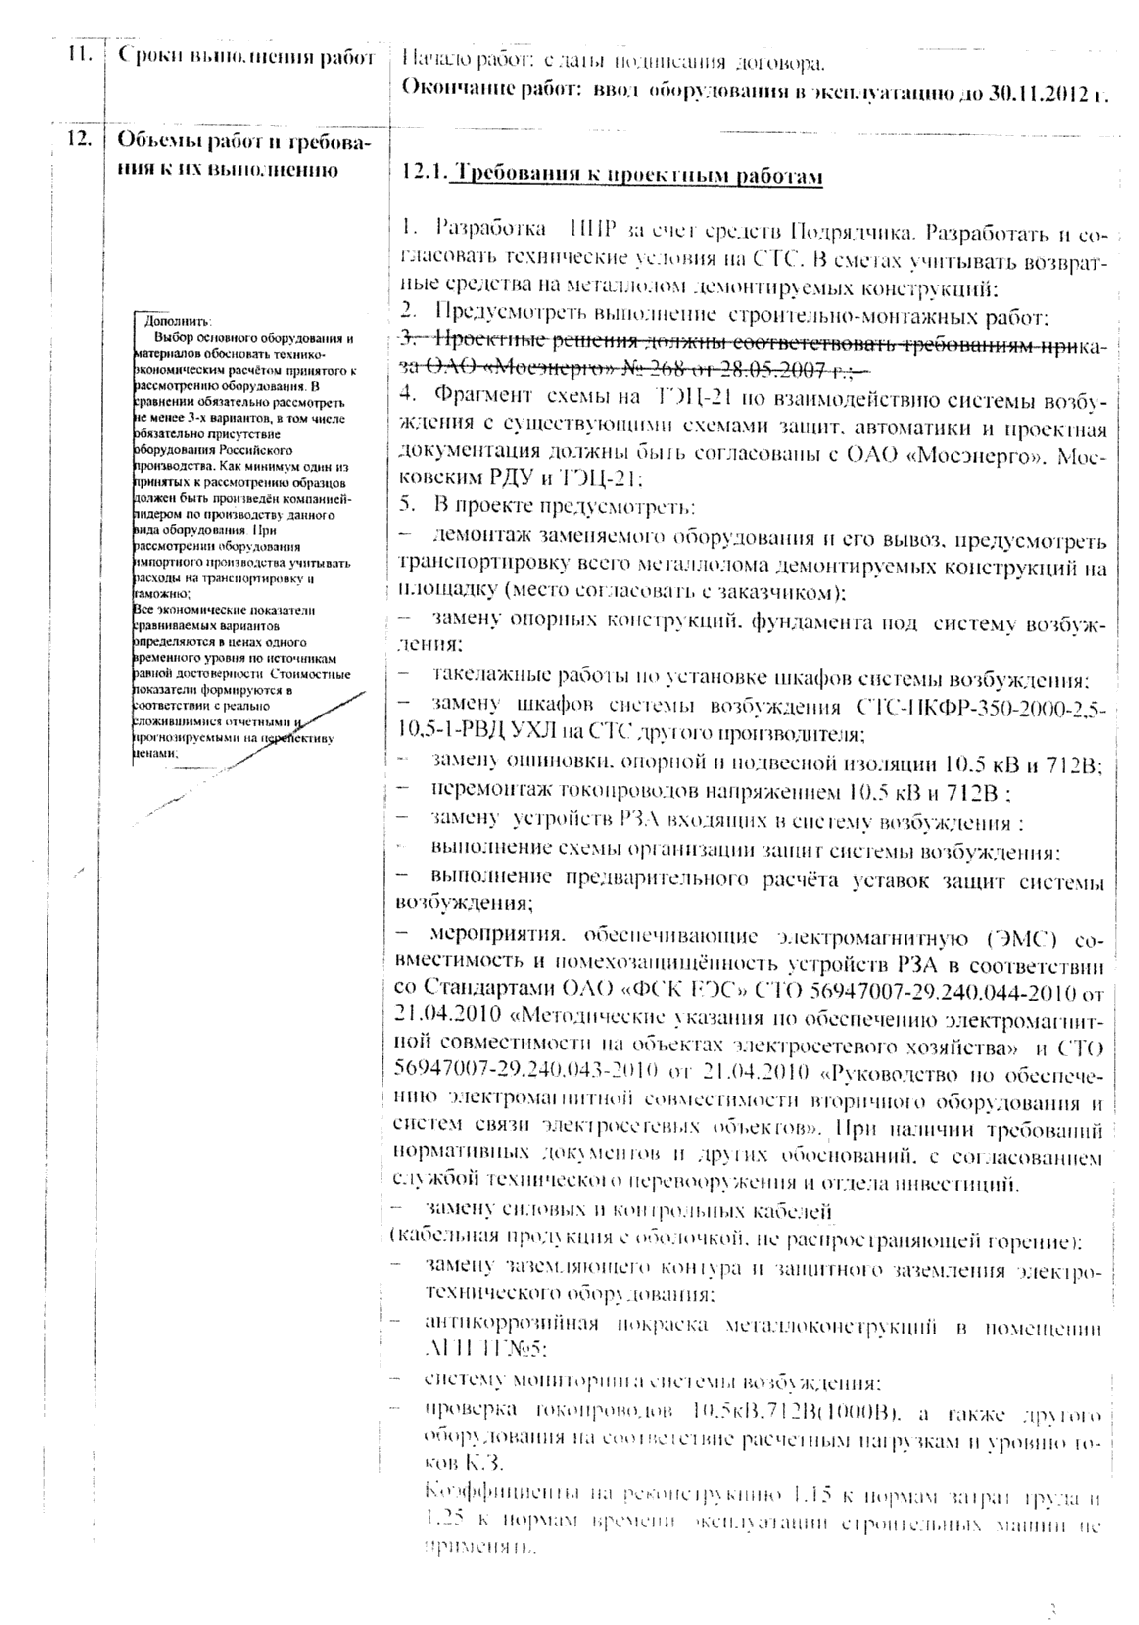 11. Сроки выполнения работ
Начало работ: с даты подписания договора.
Окончание работ: ввод оборудования в эксплуатацию до 30.11.2012 г.
12. Объемы работ и требова-
ния к их выполнению
Дополнить:
Выбор основного оборудования и
материалов обосновать технико-
экономическим расчётом принятого к
рассмотрению оборудования. В
сравнении обязательно рассмотреть
не менее 3-х вариантов, в том числе
обязательно присутствие
оборудования Российского
производства. Как минимум один из
принятых к рассмотрению образцов
должен быть произведён компанией-
лидером по производству данного
вида оборудования. При
рассмотрении оборудования
импортного производства учитывать
расходы на транспортировку и
таможню;
Все экономические показатели
сравниваемых вариантов
определяются в ценах одного
временного уровня по источникам
равной достоверности Стоимостные
показатели формируются в
соответствии с реально
сложившимися отчетными и
прогнозируемыми на перспективу
ценами;
12.1. Требования к проектным работам
1. Разработка ППР за счет средств Подрядчика. Разработать и со-
гласовать технические условия на СТС. В сметах учитывать возврат-
ные средства на металлолом демонтируемых конструкций;
2. Предусмотреть выполнение строительно-монтажных работ;
3. Проектные решения должны соответствовать требованиям прика-
за ОАО «Мосэнерго» № 268 от 28.05.2007 г.;
4. Фрагмент схемы на ТЭЦ-21 по взаимодействию системы возбу-
ждения с существующими схемами защит, автоматики и проектная
документация должны быть согласованы с ОАО «Мосэнерго», Мос-
ковским РДУ и ТЭЦ-21;
5. В проекте предусмотреть:
– демонтаж заменяемого оборудования и его вывоз, предусмотреть
транспортировку всего металлолома демонтируемых конструкций на
площадку (место согласовать с заказчиком);
– замену опорных конструкций, фундамента под систему возбуж-
дения;
– такелажные работы по установке шкафов системы возбуждения;
– замену шкафов системы возбуждения СТС-ПКФР-350-2000-2,5-
10,5-1-РВД УХЛ на СТС другого производителя;
– замену ошиновки, опорной и подвесной изоляции 10.5 кВ и 712В;
– перемонтаж токопроводов напряжением 10.5 кВ и 712В ;
– замену устройств РЗА входящих в систему возбуждения ;
- выполнение схемы организации защит системы возбуждения;
– выполнение предварительного расчёта уставок защит системы
возбуждения;
– мероприятия, обеспечивающие электромагнитную (ЭМС) со-
вместимость и помехозащищённость устройств РЗА в соответствии
со Стандартами ОАО «ФСК ЕЭС» СТО 56947007-29.240.044-2010 от
21.04.2010 «Методические указания по обеспечению электромагнит-
ной совместимости на объектах электросетевого хозяйства» и СТО
56947007-29.240.043-2010 от 21.04.2010 «Руководство по обеспече-
нию электромагнитной совместимости вторичного оборудования и
систем связи электросетевых объектов». При наличии требований
нормативных документов и других обоснований, с согласованием
службой технического перевооружения и отдела инвестиций.
– замену силовых и контрольных кабелей
(кабельная продукция с оболочкой, не распространяющей горение);
– замену заземляющего контура и защитного заземления электро-
технического оборудования;
– антикоррозийная покраска металлоконструкций в помещении
АГП ТГ№5;
– систему мониторинга системы возбуждения;
– проверка токопроводов 10,5кВ,712В(1000В), а также другого
оборудования на соответствие расчетным нагрузкам и уровню то-
ков К.З.
Коэффициенты на реконструкцию 1.15 к нормам затрат труда и
1.25 к нормам времени эксплуатации строительных машин не
применять.
3